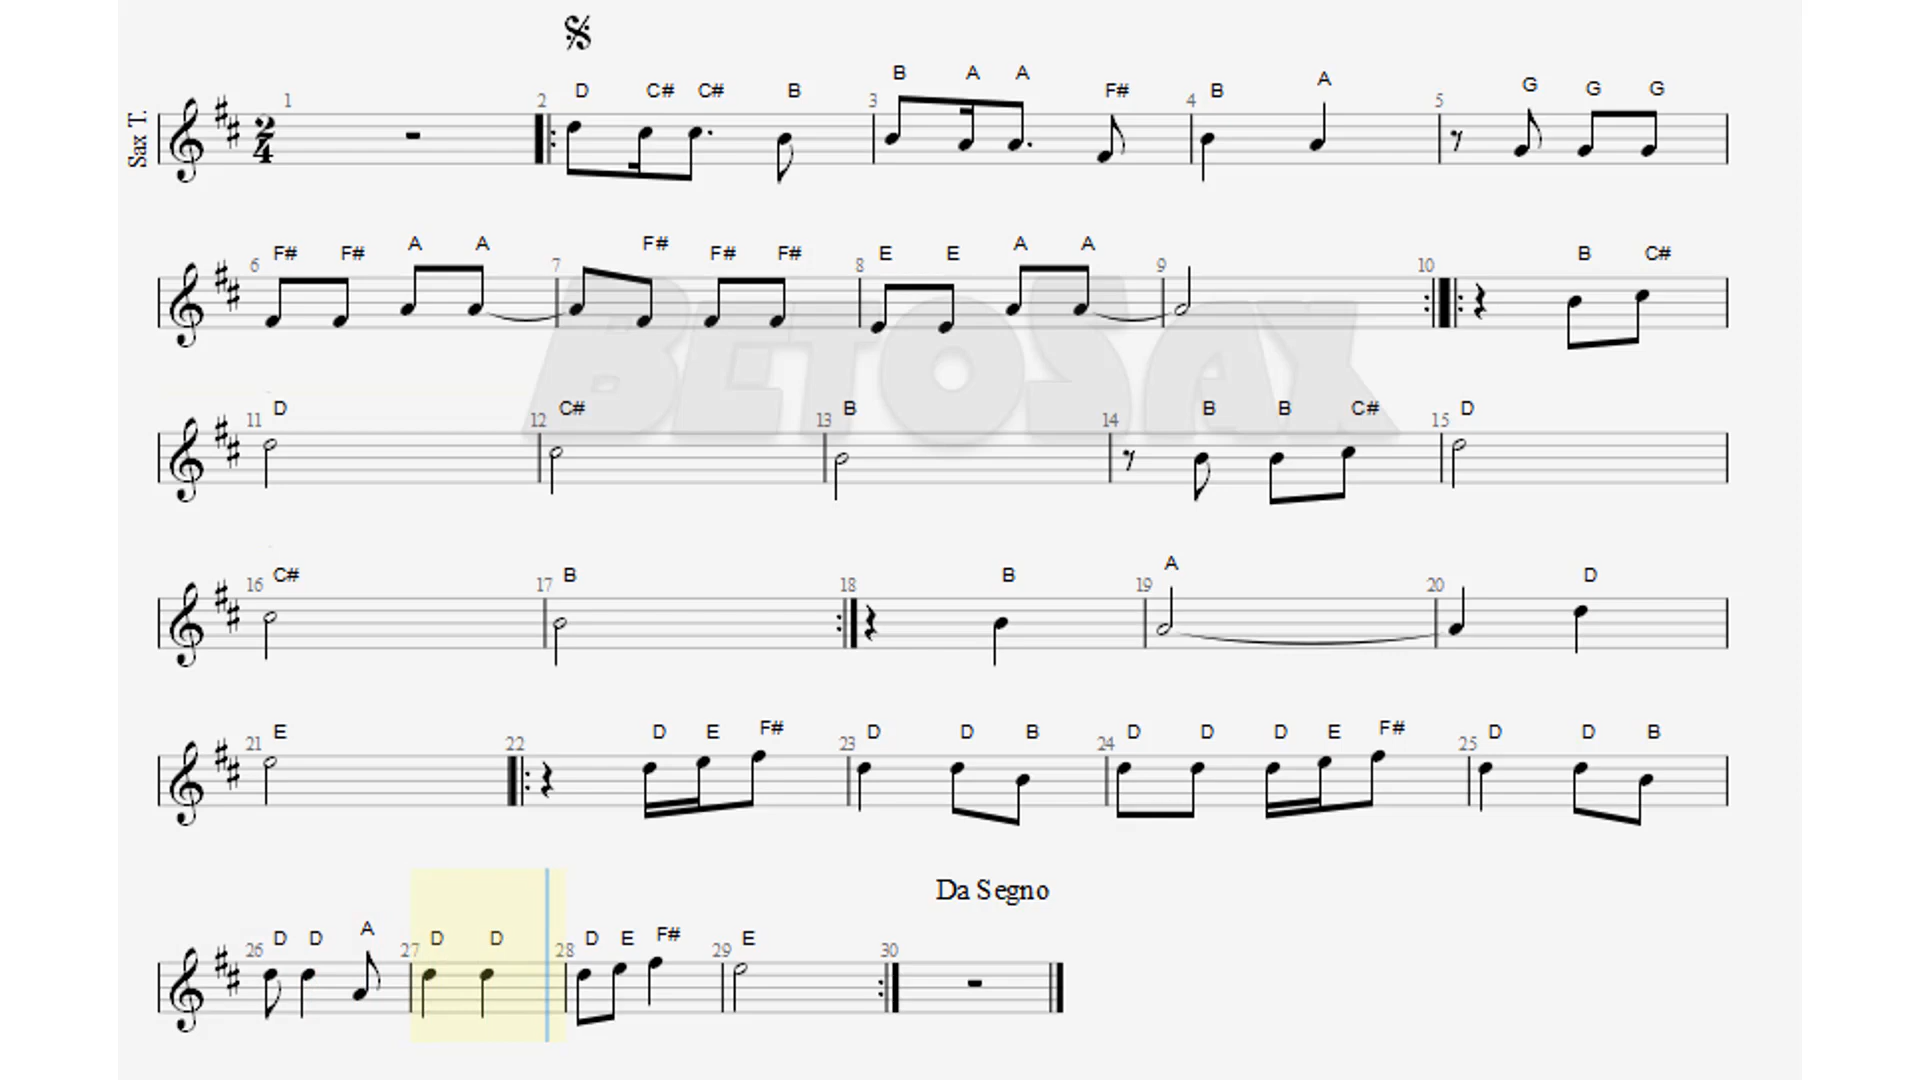 D C# C# B B A A F# B A G G G
Sax T. 2 4 1 2 3 4 5
F# F# A A F# F# F# E E A A B C#
6 7 8 9 10
BETOSAX
D C# B B B C# D
11 12 13 14 15
C# B B A D
16 17 18 19 20
E D E F# D D B D D D E F# D D B
21 22 23 24 25
Da Segno
D D A D D D E F# E
26 27 28 29 30